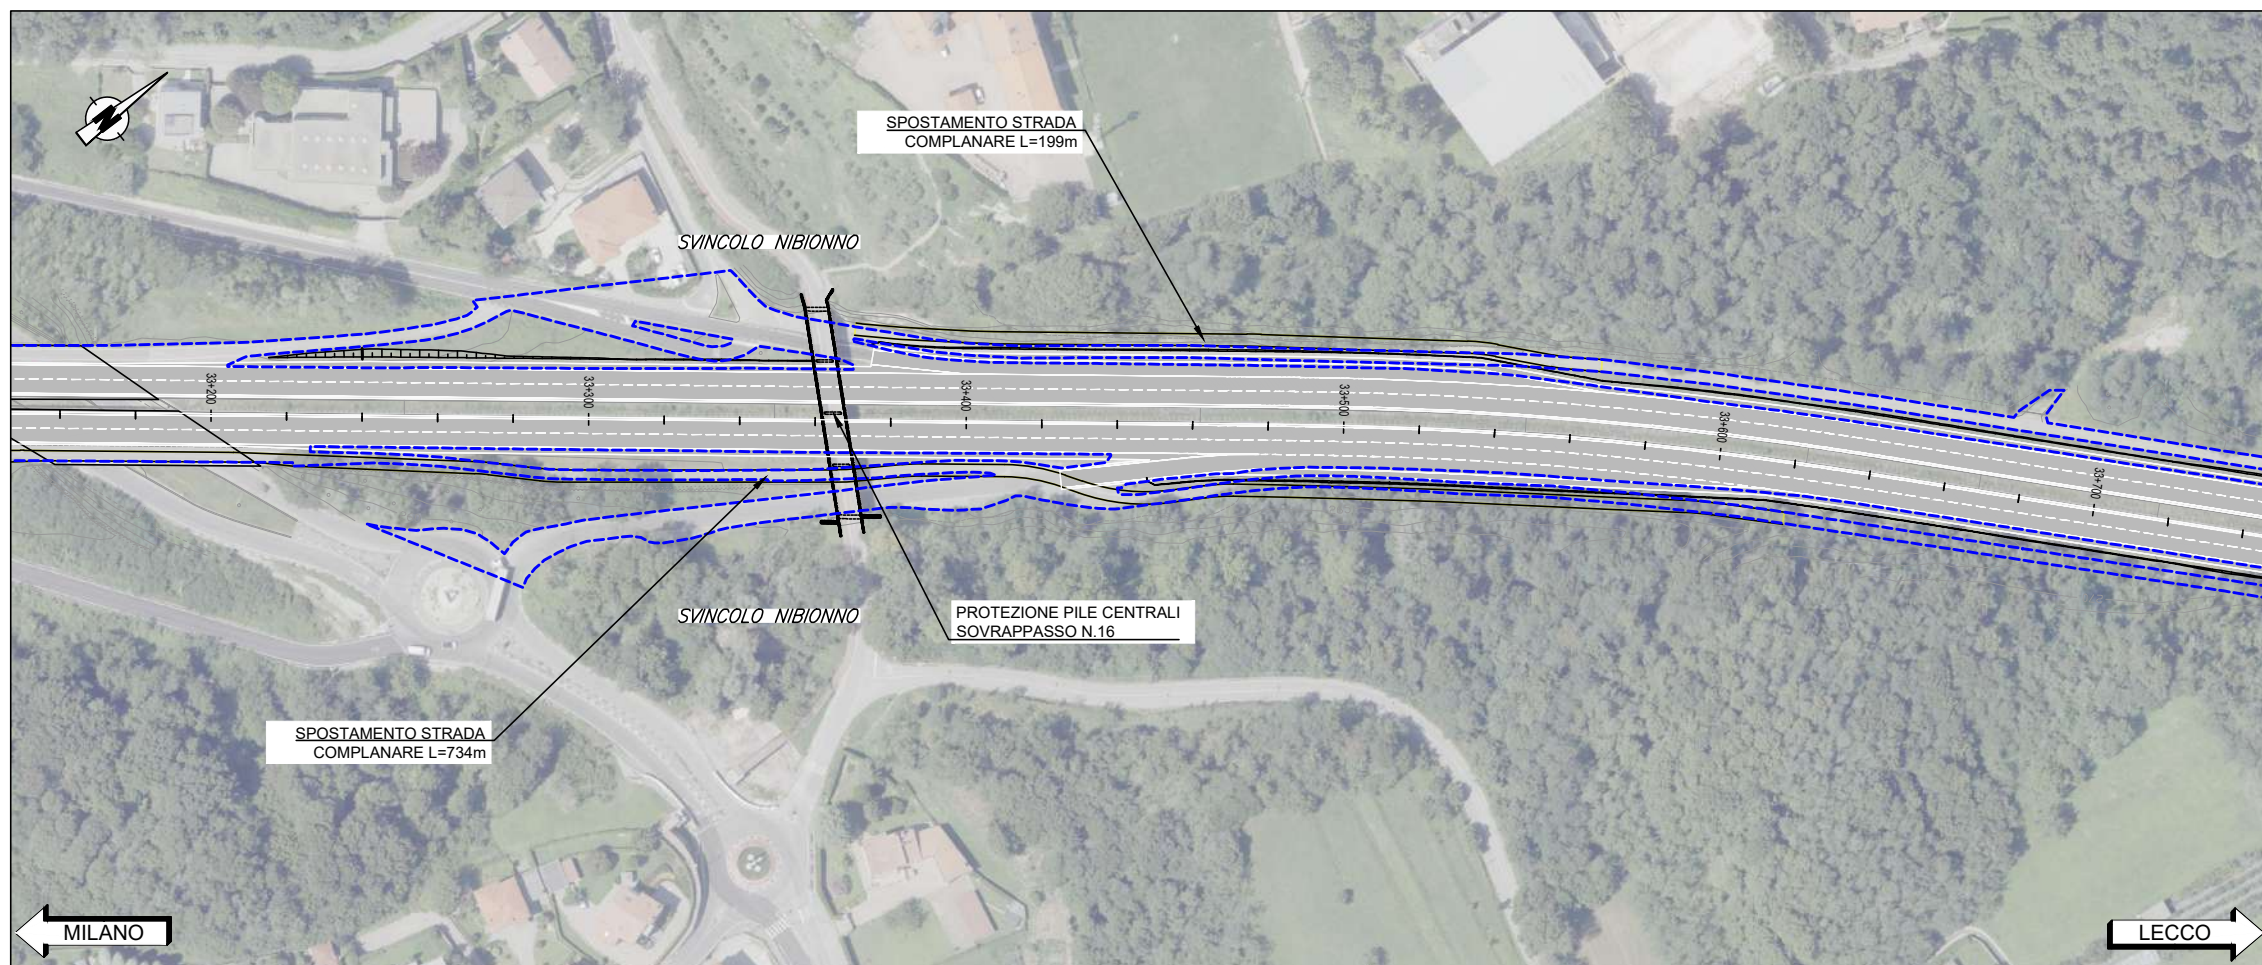 N
SPOSTAMENTO STRADA
COMPLANARE L=199m
SVINCOLO NIBIONNO
33+200
33+300
33+400
33+500
33+600
33+700
SVINCOLO NIBIONNO
PROTEZIONE PILE CENTRALI
SOVRAPPASSO N.16
SPOSTAMENTO STRADA
COMPLANARE L=734m
MILANO
LECCO